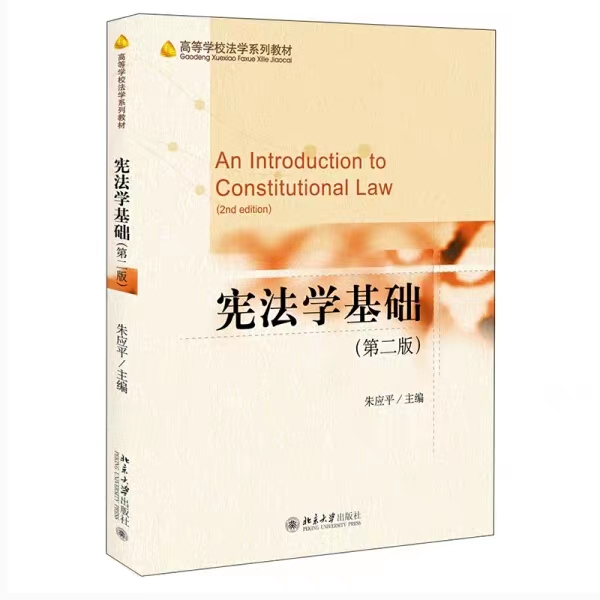 高等学校法学系列教材
宪法学基础(第二版)
朱应平/主编
北京大学出版社
PEKING UNIVERSITY PRESS
高等学校法学系列教材
Gaodeng Xuexiao Faxue Xilie Jiaocai
An Introduction to
Constitutional Law
(2nd edition)
宪法学基础
(第二版)
朱应平/主编
北京大学出版社
PEKING UNIVERSITY PRESS